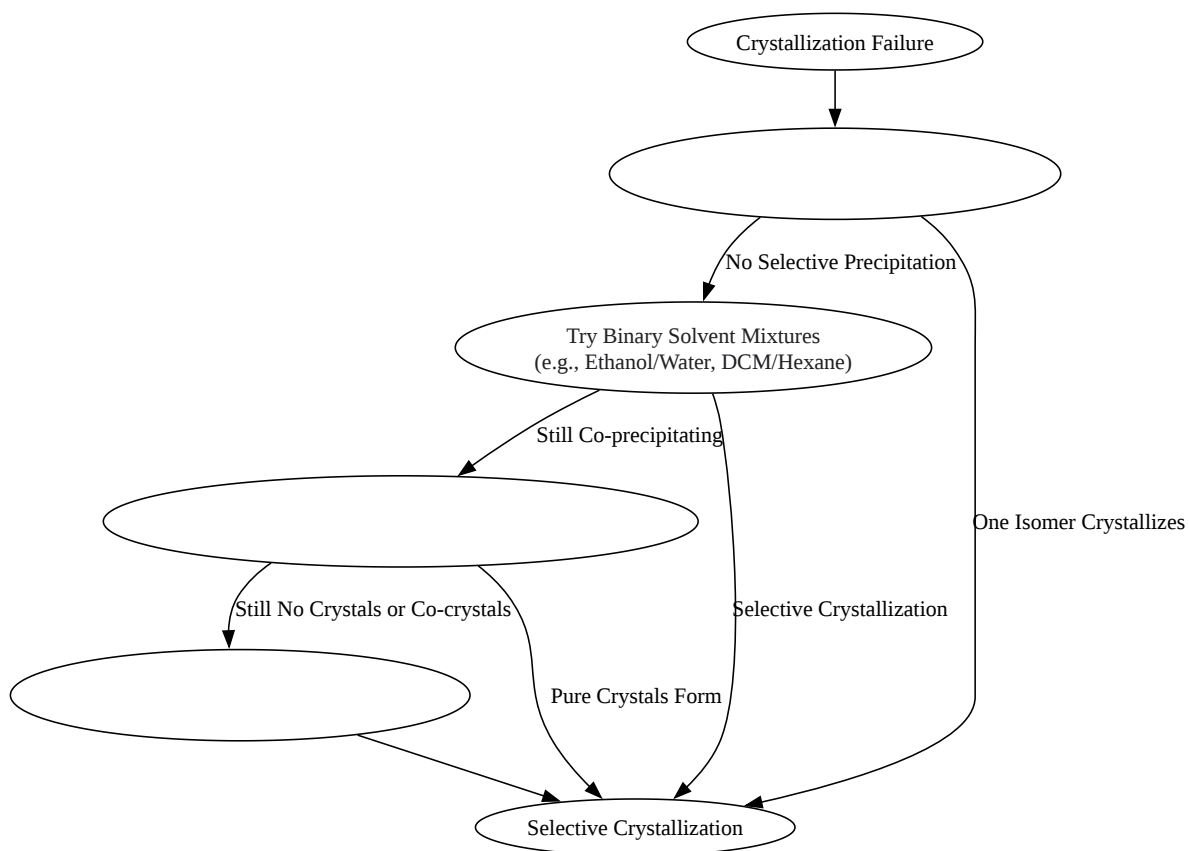 Crystallization Failure
No Selective Precipitation
Try Binary Solvent Mixtures
(e.g., Ethanol/Water, DCM/Hexane)
Still Co-precipitating
One Isomer Crystallizes
Still No Crystals or Co-crystals
Selective Crystallization
Pure Crystals Form
Selective Crystallization